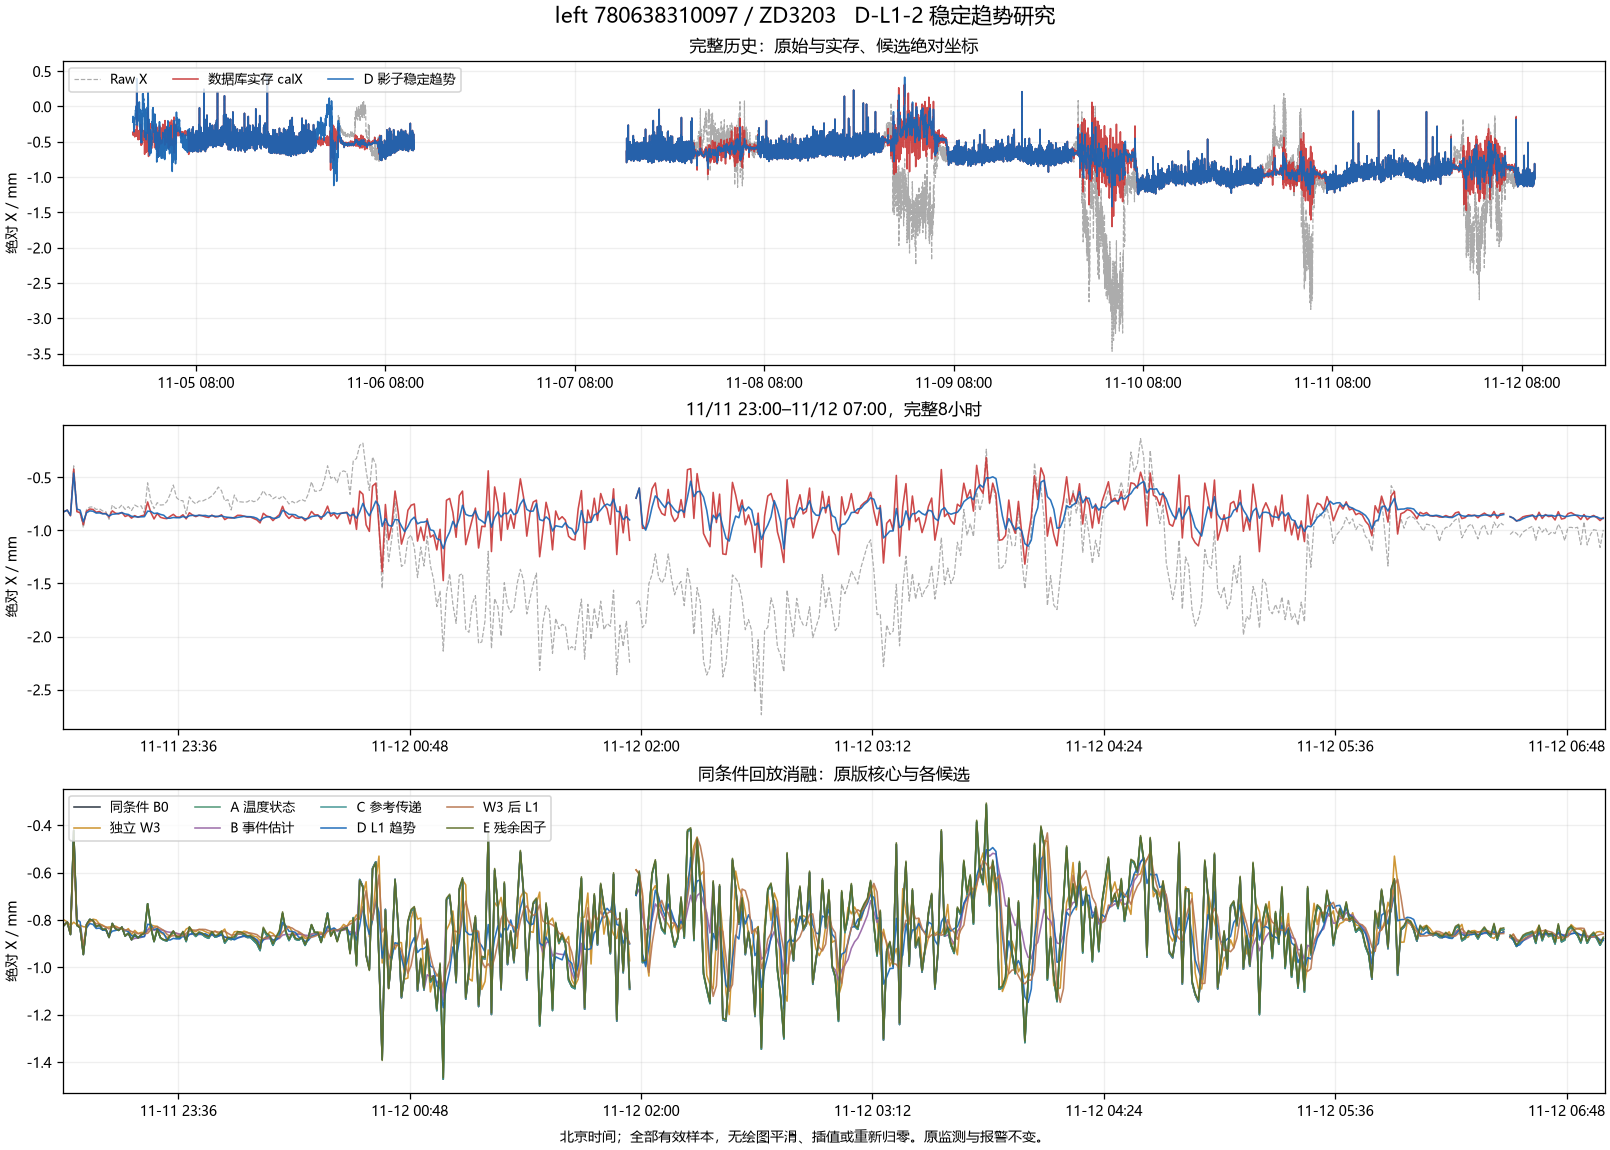 left 780638310097 / ZD3203   D-L1-2 稳定趋势研究
完整历史：原始与实存、候选绝对坐标
Raw X
数据库实存 calX
D 影子稳定趋势
绝对 X / mm
0.5
0.0
-0.5
-1.0
-1.5
-2.0
-2.5
-3.0
-3.5
11-05 08:00
11-06 08:00
11-07 08:00
11-08 08:00
11-09 08:00
11-10 08:00
11-11 08:00
11-12 08:00
11/11 23:00–11/12 07:00，完整8小时
绝对 X / mm
-0.5
-1.0
-1.5
-2.0
-2.5
11-11 23:36
11-12 00:48
11-12 02:00
11-12 03:12
11-12 04:24
11-12 05:36
11-12 06:48
同条件回放消融：原版核心与各候选
同条件 B0
A 温度状态
C 参考传递
W3 后 L1
独立 W3
B 事件估计
D L1 趋势
E 残余因子
绝对 X / mm
-0.4
-0.6
-0.8
-1.0
-1.2
-1.4
11-11 23:36
11-12 00:48
11-12 02:00
11-12 03:12
11-12 04:24
11-12 05:36
11-12 06:48
北京时间；全部有效样本，无绘图平滑、插值或重新归零。原监测与报警不变。